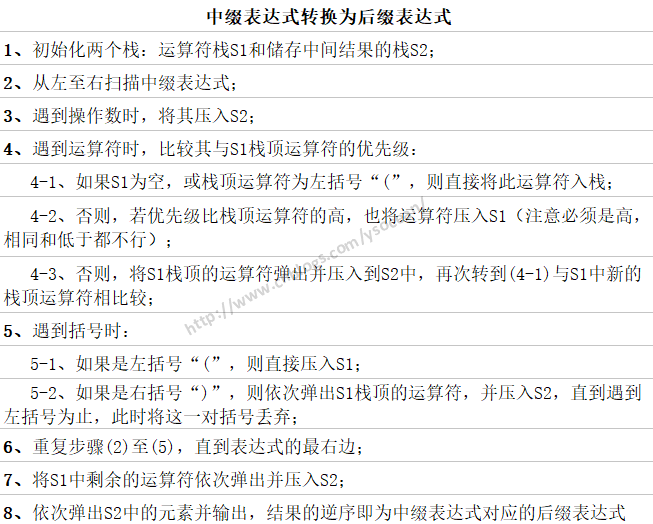 中缀表达式转换为后缀表达式
1、初始化两个栈：运算符栈S1和储存中间结果的栈S2；
2、从左至右扫描中缀表达式；
3、遇到操作数时，将其压入S2；
4、遇到运算符时，比较其与S1栈顶运算符的优先级：
4-1、如果S1为空，或栈顶运算符为左括号“(”，则直接将此运算符入栈；
4-2、否则，若优先级比栈顶运算符的高，也将运算符压入S1（注意必须是高，
相同和低于都不行）；
4-3、否则，将S1栈顶的运算符弹出并压入到S2中，再次转到(4-1)与S1中新的
栈顶运算符相比较；
5、遇到括号时：
5-1、如果是左括号“(”，则直接压入S1；
5-2、如果是右括号“)”，则依次弹出S1栈顶的运算符，并压入S2，直到遇到
左括号为止，此时将这一对括号丢弃；
6、重复步骤(2)至(5)，直到表达式的最右边；
7、将S1中剩余的运算符依次弹出并压入S2；
8、依次弹出S2中的元素并输出，结果的逆序即为中缀表达式对应的后缀表达式